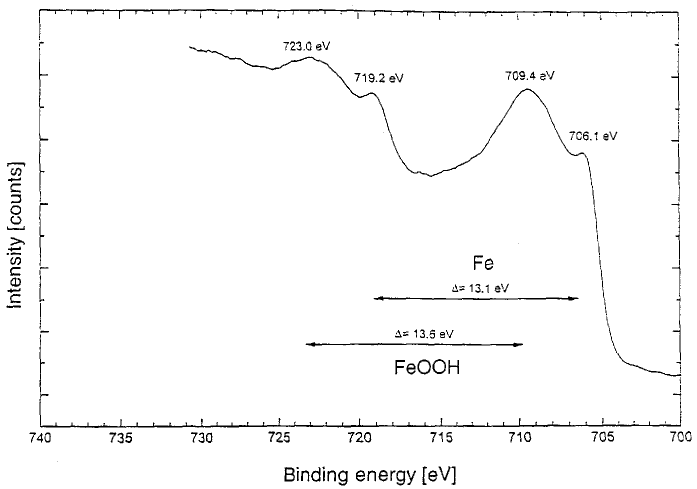 723.0 eV
719.2 eV
709.4 eV
706.1 eV
Intensity [counts]
Fe
Δ= 13.1 eV
Δ= 13.6 eV
FeOOH
740 735 730 725 720 715 710 705 700
Binding energy [eV]